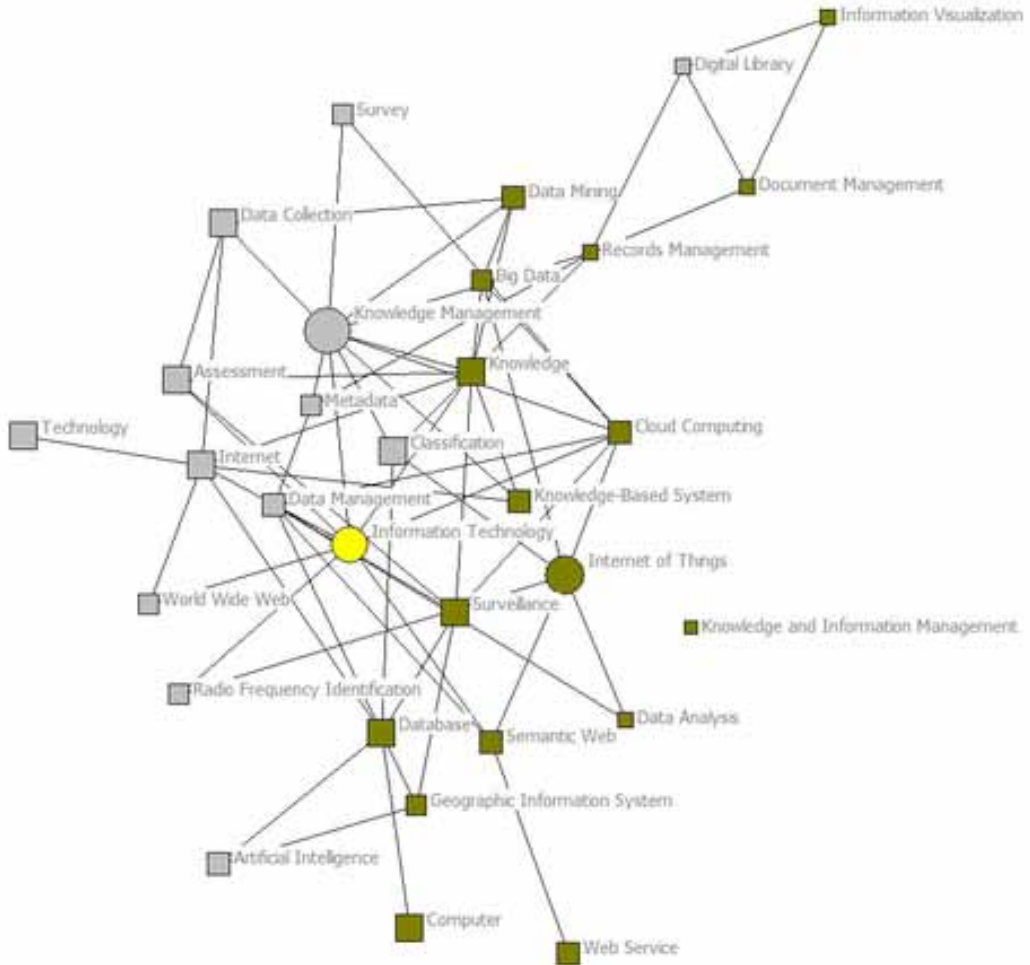 Information Visualization
Digital Library
Survey
Data Mining
Document Management
Data Collection
Records Management
Big Data
Knowledge Management
Knowledge
Assessment
Metadata
Technology
Cloud Computing
Classification
Internet
Data Management
Knowledge-Based System
Information Technology
Internet of Things
World Wide Web
Surveillance
Knowledge and Information Management
Radio Frequency Identification
Data Analysis
Database
Semantic Web
Geographic Information System
Artificial Intelligence
Computer
Web Service